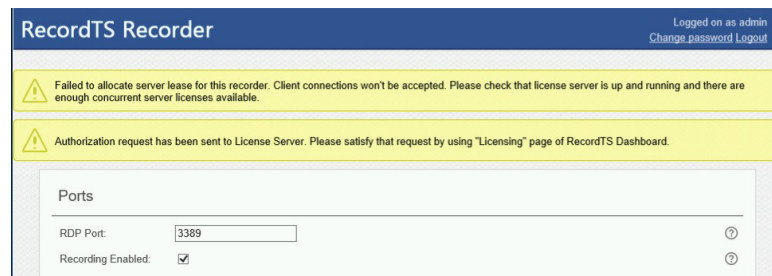 RecordTS Recorder
Logged on as admin
Change password Logout
Failed to allocate server lease for this recorder. Client connections won't be accepted. Please check that license server is up and running and there are
enough concurrent server licenses available.
Authorization request has been sent to License Server. Please satisfy that request by using "Licensing" page of RecordTS Dashboard.
Ports
RDP Port:
3389
Recording Enabled: